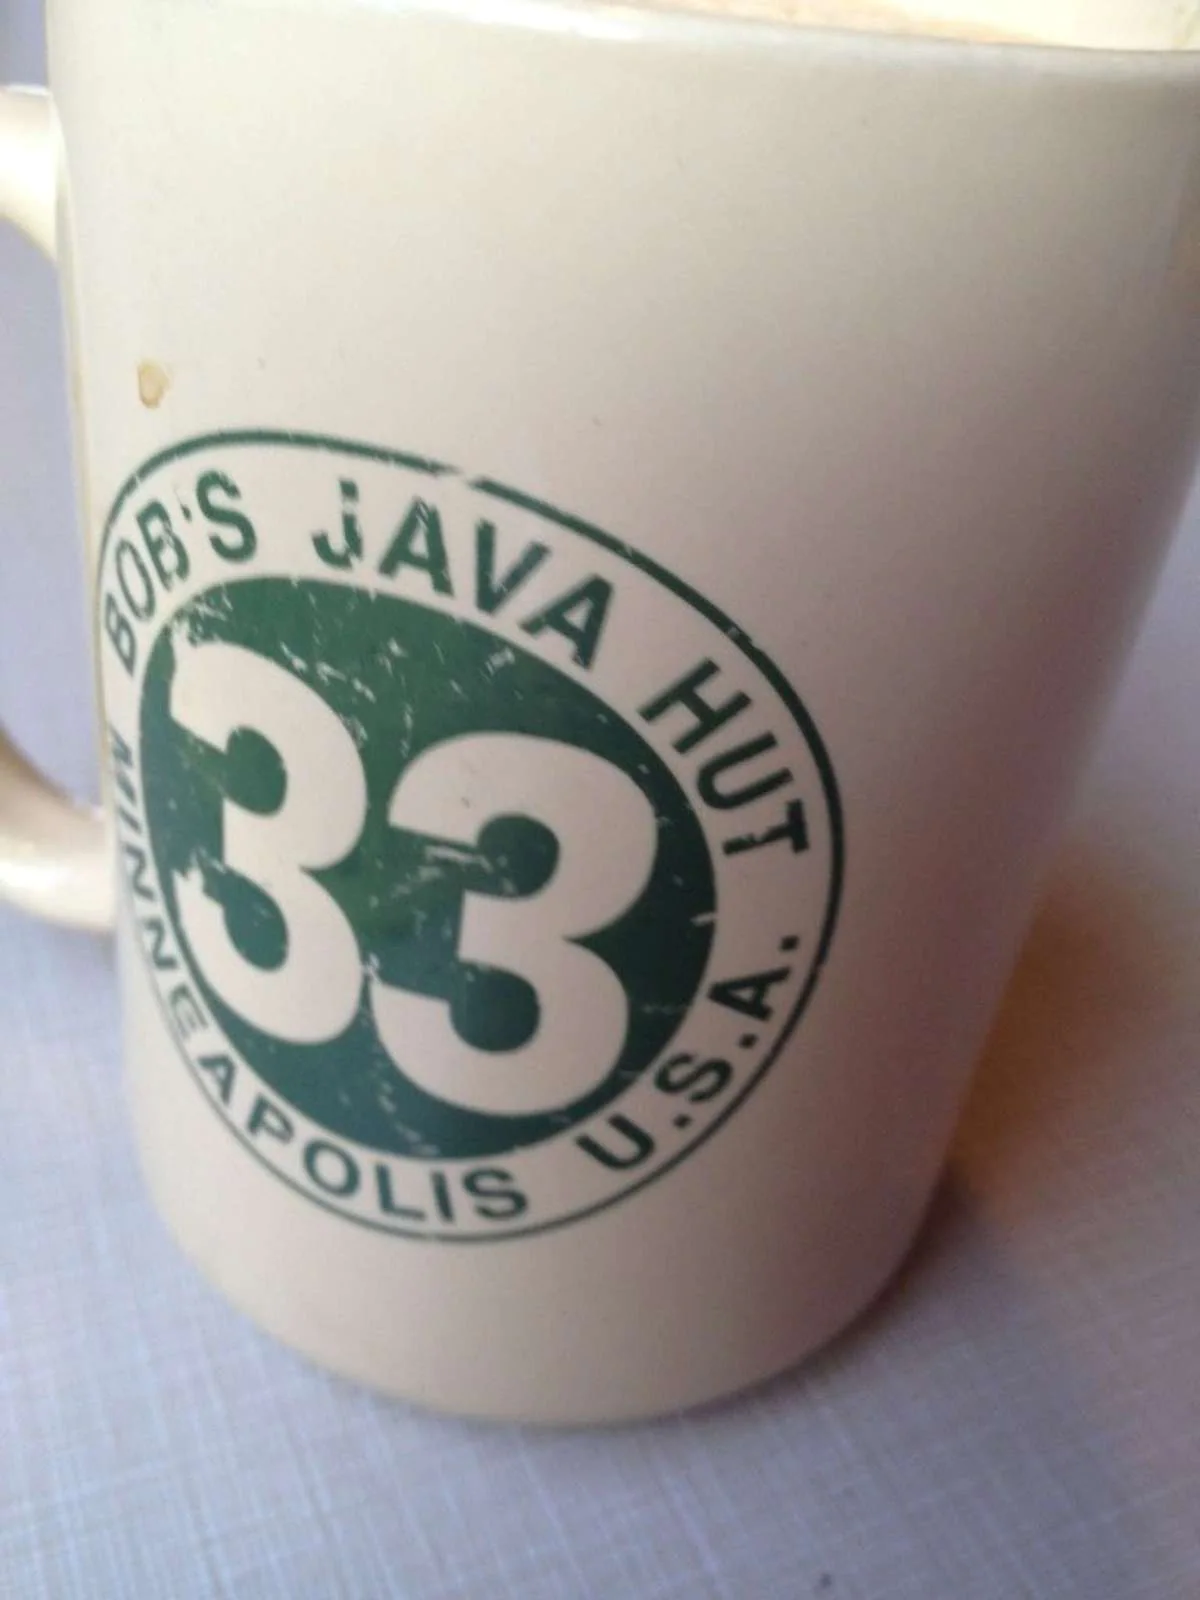 BOB'S JAVA HUT
33
MINNEAPOLIS U.S.A.